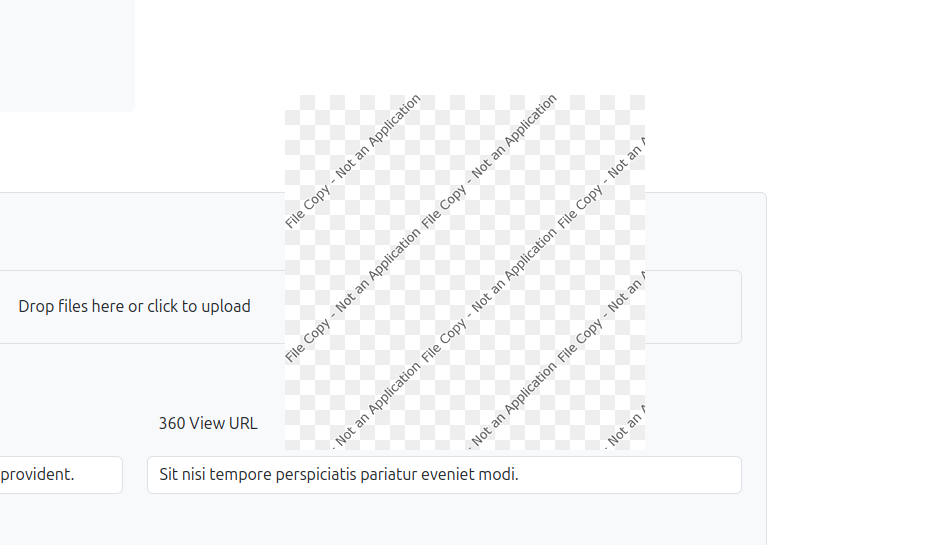 File Copy - Not an Application File Copy - Not an Application File Copy - Not an
Drop files here or click to upload
File Copy - Not an Application File Copy - Not an Application File Copy - Not an
360 View URL
Not an Application Not an Application Not an
provident.
Sit nisi tempore perspiciatis pariatur eveniet modi.